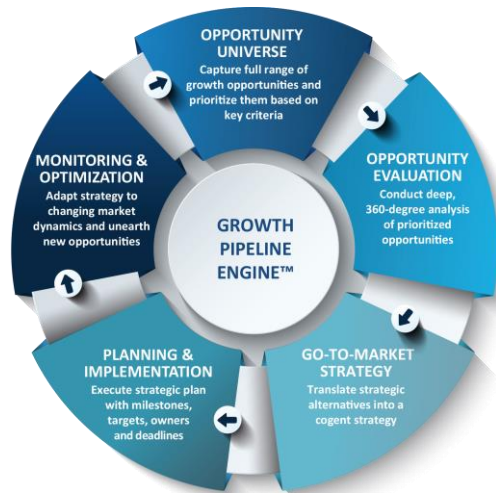 OPPORTUNITY
UNIVERSE
Capture full range of
growth opportunities and
prioritize them based on
key criteria
OPPORTUNITY
EVALUATION
Conduct deep,
360-degree analysis
of prioritized
opportunities
GO-TO-MARKET
STRATEGY
Translate strategic
alternatives into a
cogent strategy
PLANNING &
IMPLEMENTATION
Execute strategic plan
with milestones,
targets, owners
and deadlines
MONITORING &
OPTIMIZATION
Adapt strategy to
changing market
dynamics and unearth
new opportunities
GROWTH
PIPELINE
ENGINE™